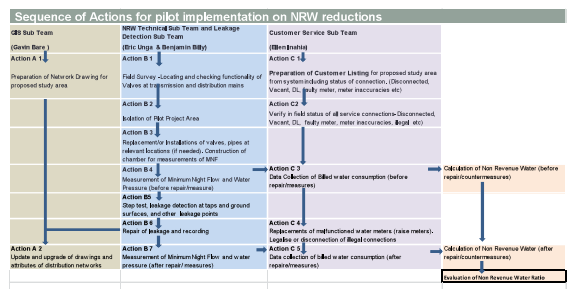 Sequence of Actions for pilot implementation on NRW reductions
GIS Sub Team
(Gavin Bare )
Action A 1
Preparation of Network Drawing for
proposed study area
Action A 2
Update and upgrade of drawings and
attributes of distribution networks
NRW Technical Sub Team and Leakage
Detection Sub Team
(Eric Unga & Benjamin Billy)
Action B 1
Field Survey -Locating and checking functionality of
Valves at transmission and distribution mains
Action B 2
Isolation of Pilot Project Area
Action B 3
Replacement/or Installations of valves, pipes at
relevant locations (if needed). - Construction of
chamber for measurements of MNF
Action B 4
Measurement of Minimum Night Flow and Water
Pressure (before repair/measure)
Action B5
Step test, leakage detection at taps and ground
surfaces, and other leakage points
Action B 6
Repair of leakage and recording
Action B 7
Measurement of Minimum Night Flow and water
pressure (after repair/ measures)
Customer Service Sub Team
Action C 1
Preparation of Customer Listing for proposed study area
from system including status of connection, (Disconnected,
Vacant, DL, faulty meter, meter inaccuracies etc)
Action C2
Verify in field status of all service connections- Disconnected,
Vacant, DL, faulty meter, meter inaccuracies, illegal etc)
Action C 3
Data Collection of Billed water consumption (before
repair/measures)
Action C 4
Replacements of malfunctioned water meters (raise meters).
Legalise or disconnection of illegal connections
Action C 5
Data collection of billed water consumption (after
repairs/measures)
Calculation of Non Revenue Water (before
repair/countermeasures)
Calculation of Non Revenue Water (after
repair/countermeasures)
Evaluation of Non Revenue Water Ratio